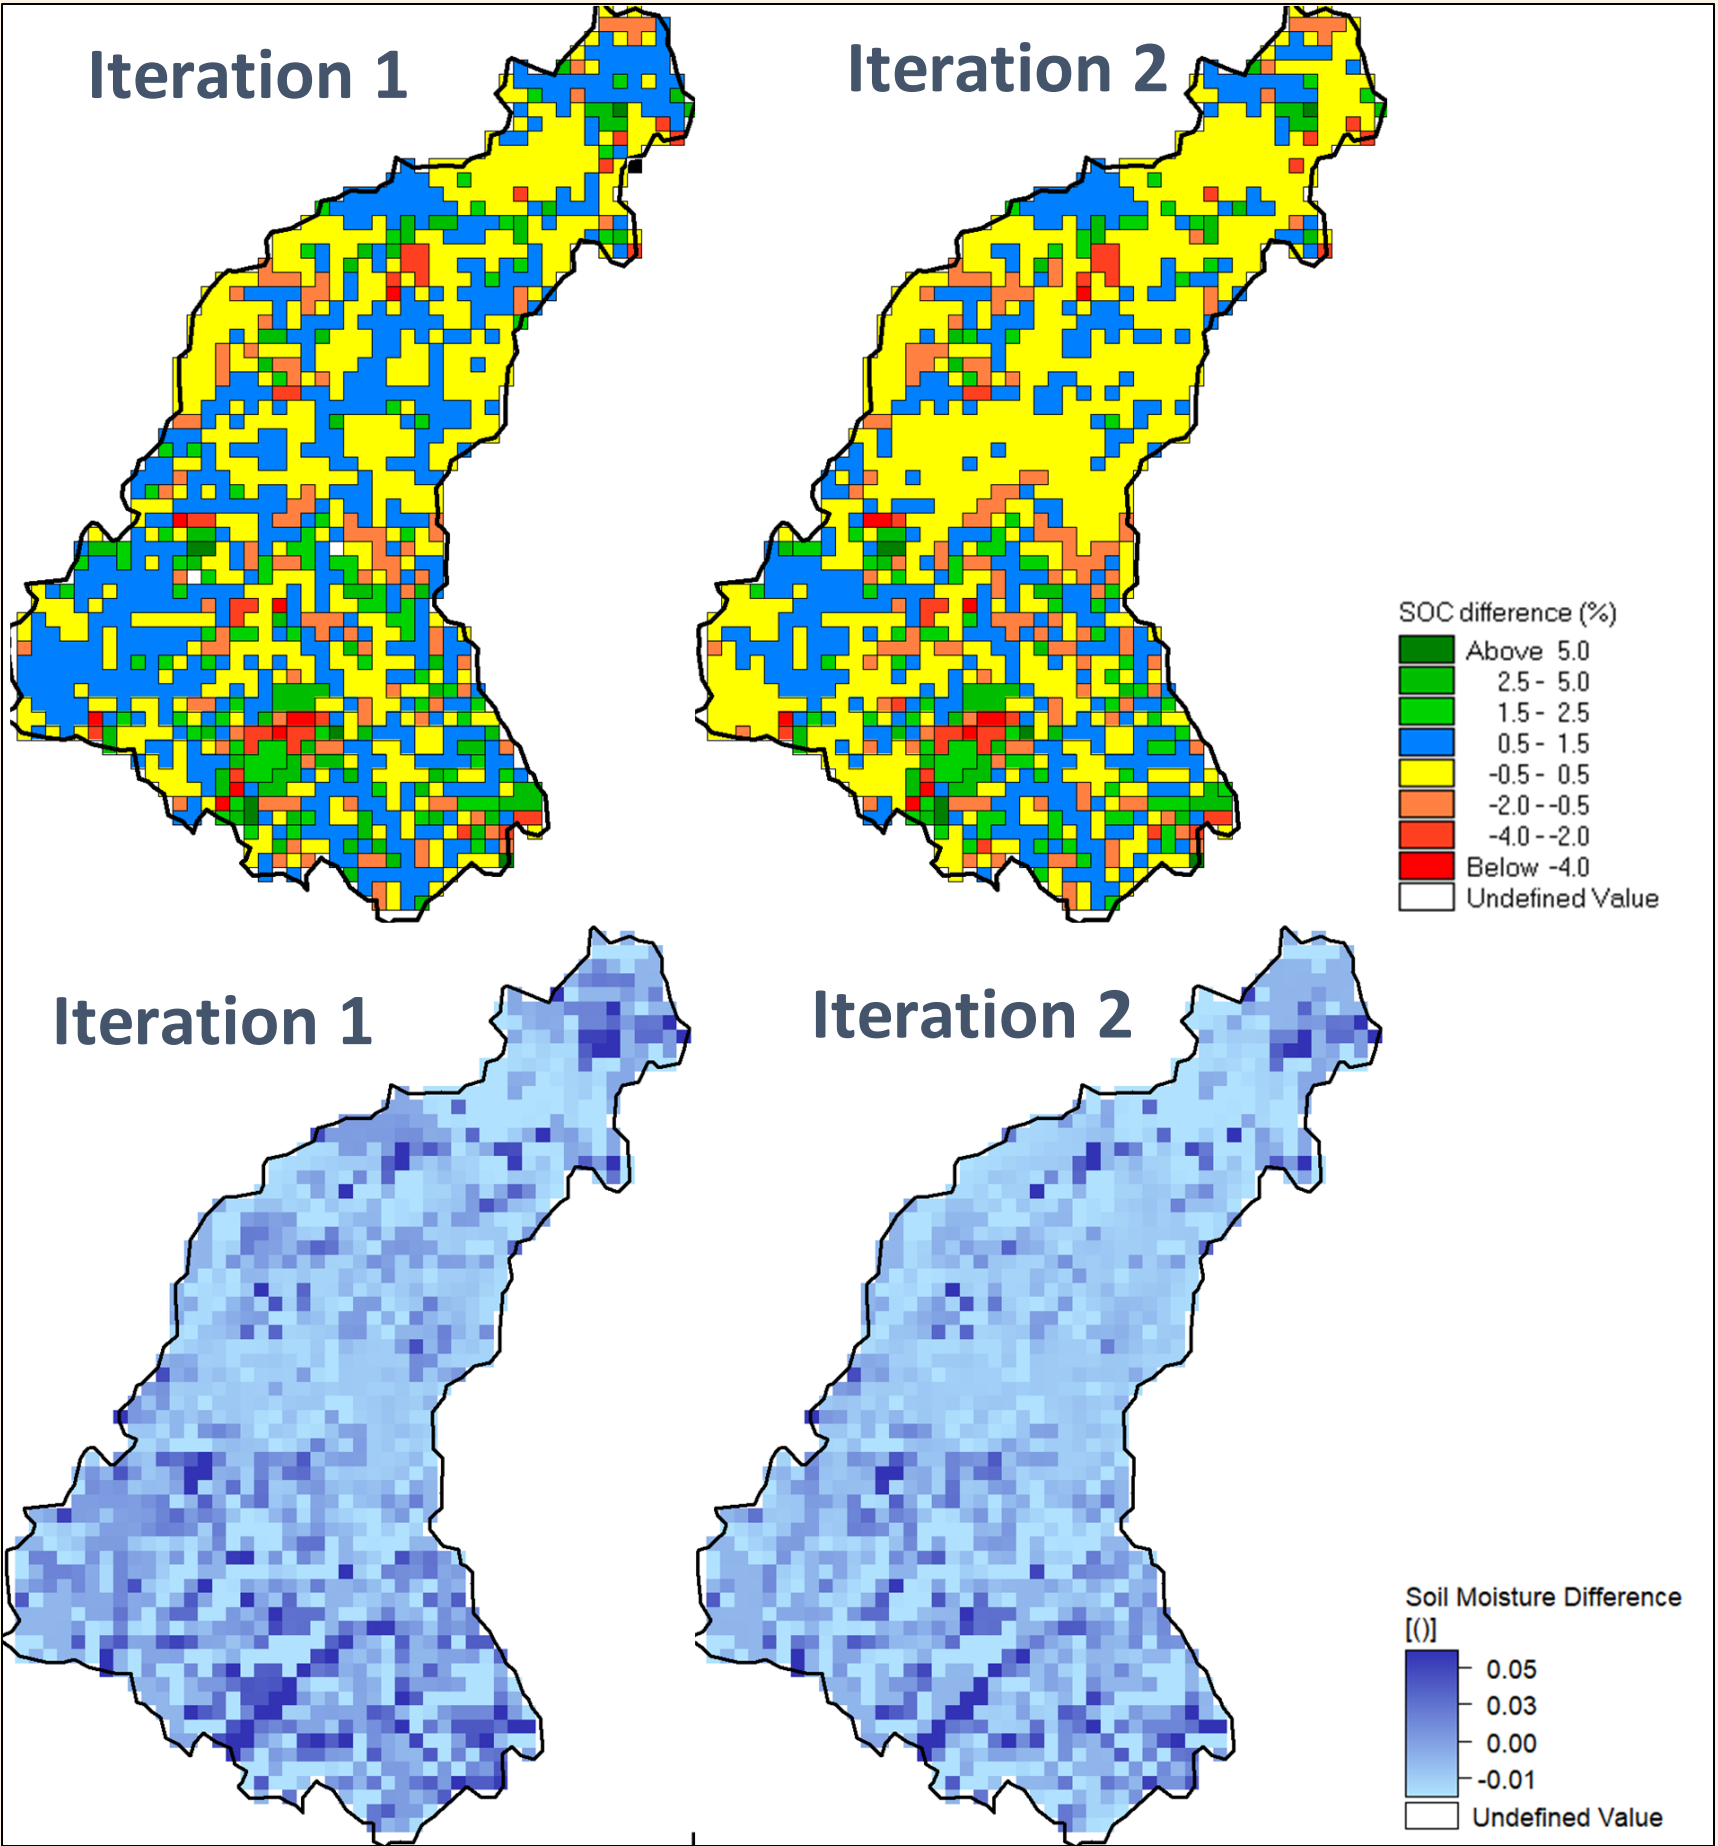 Iteration 1
Iteration 2
SOC difference (%)
Above 5.0
2.5 - 5.0
1.5 - 2.5
0.5 - 1.5
-0.5 - 0.5
-2.0 --0.5
-4.0 --2.0
Below -4.0
Undefined Value
Iteration 1
Iteration 2
Soil Moisture Difference
[()]
0.05
0.03
0.00
-0.01
Undefined Value